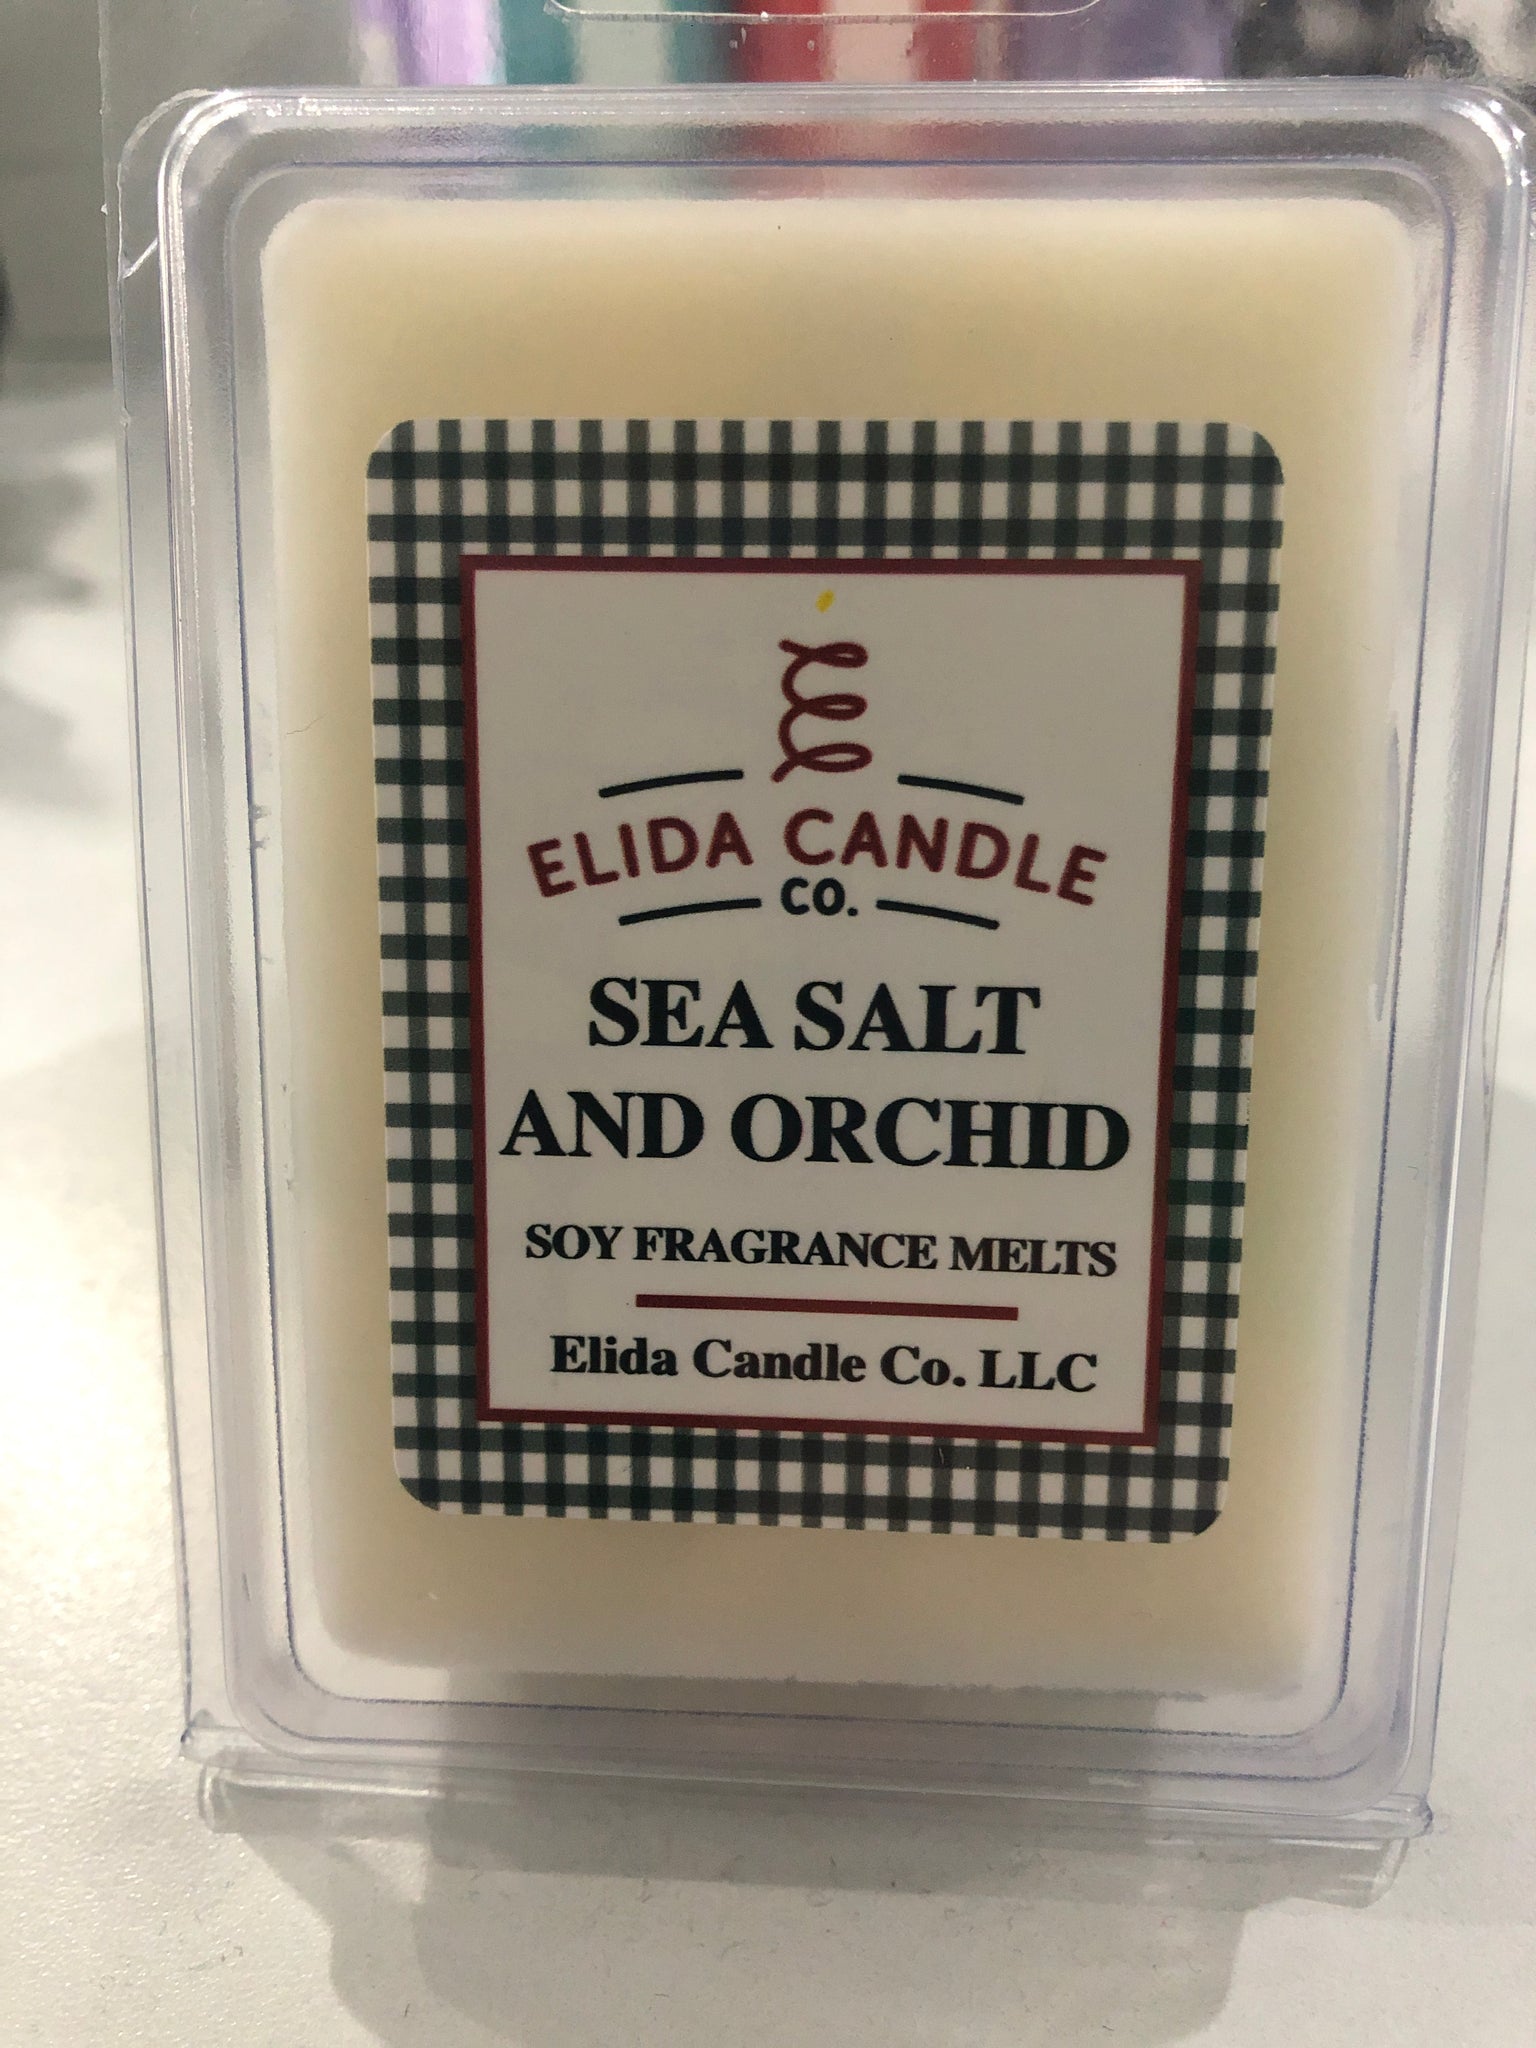 ELIDA CANDLE
CO.
SEA SALT
AND ORCHID
SOY FRAGRANCE MELTS
Elida Candle Co. LLC